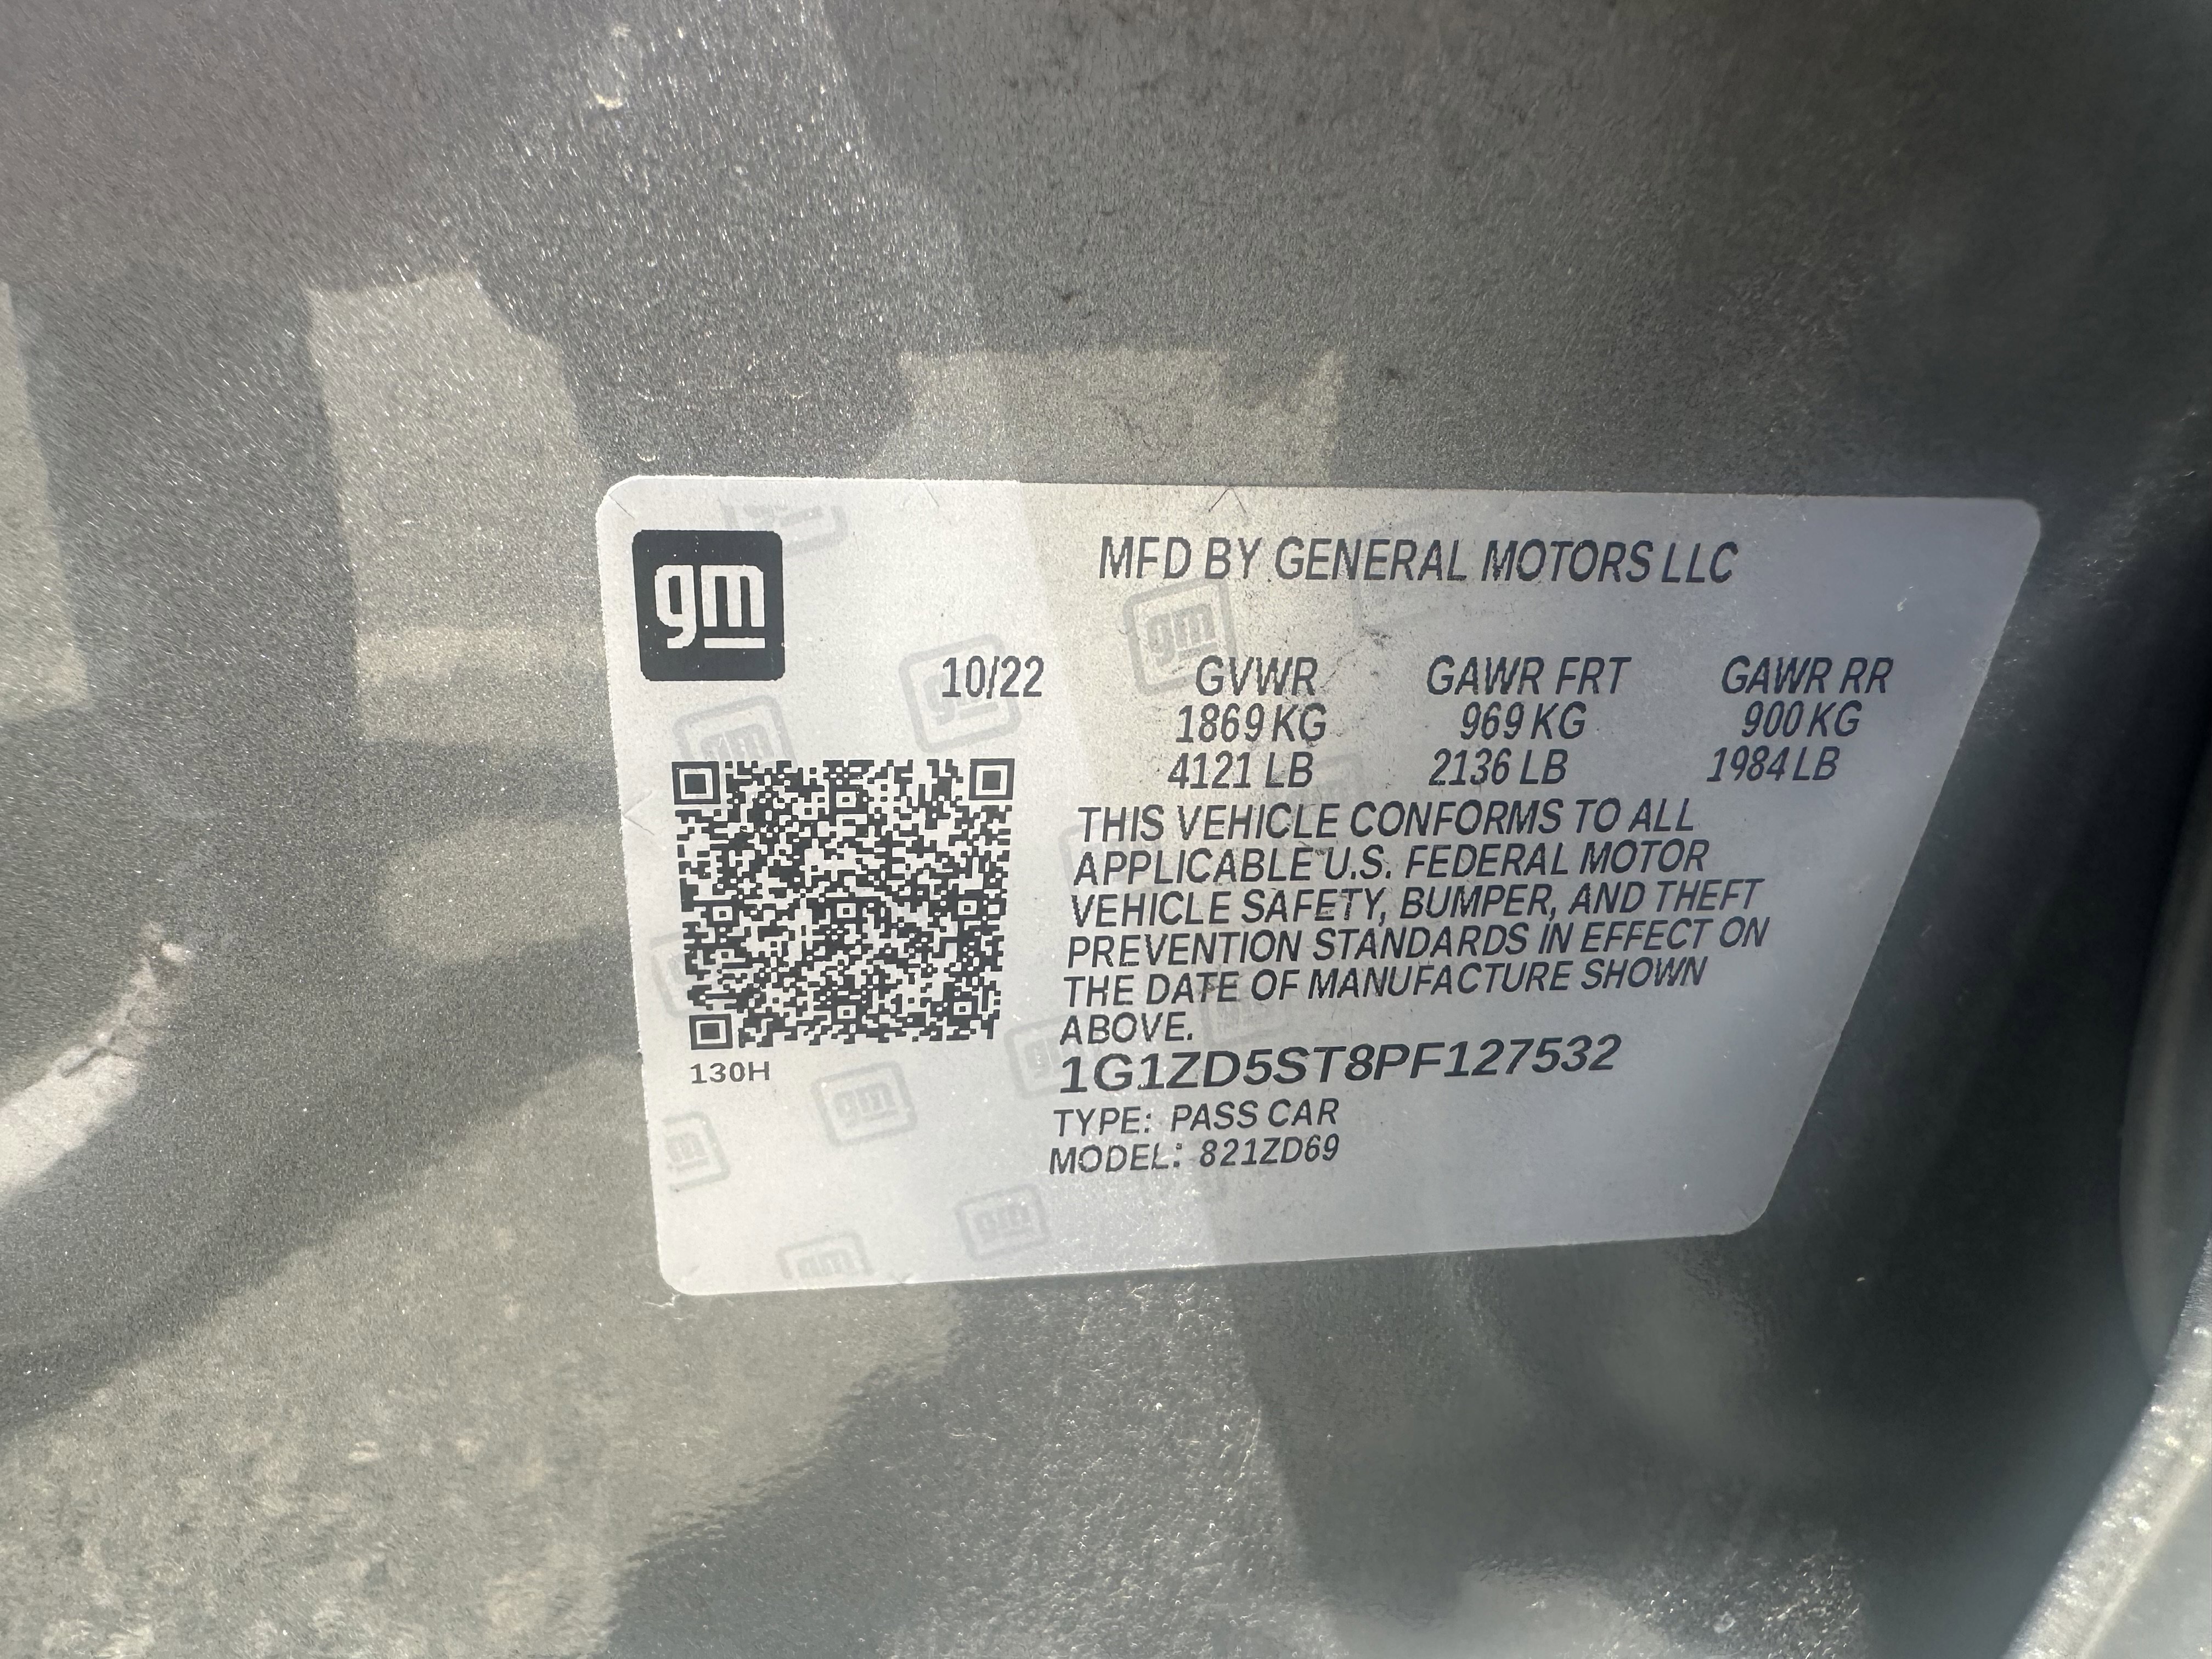 gm
MFD BY GENERAL MOTORS LLC
10/22 GVWR GAWR FRT GAWR RR
1869 KG 969 KG 900 KG
4121 LB 2136 LB 1984 LB
THIS VEHICLE CONFORMS TO ALL
APPLICABLE U.S. FEDERAL MOTOR
VEHICLE SAFETY, BUMPER, AND THEFT
PREVENTION STANDARDS IN EFFECT ON
THE DATE OF MANUFACTURE SHOWN
ABOVE.
1G1ZD5ST8PF127532
130H
TYPE: PASS CAR
MODEL: 821ZD69